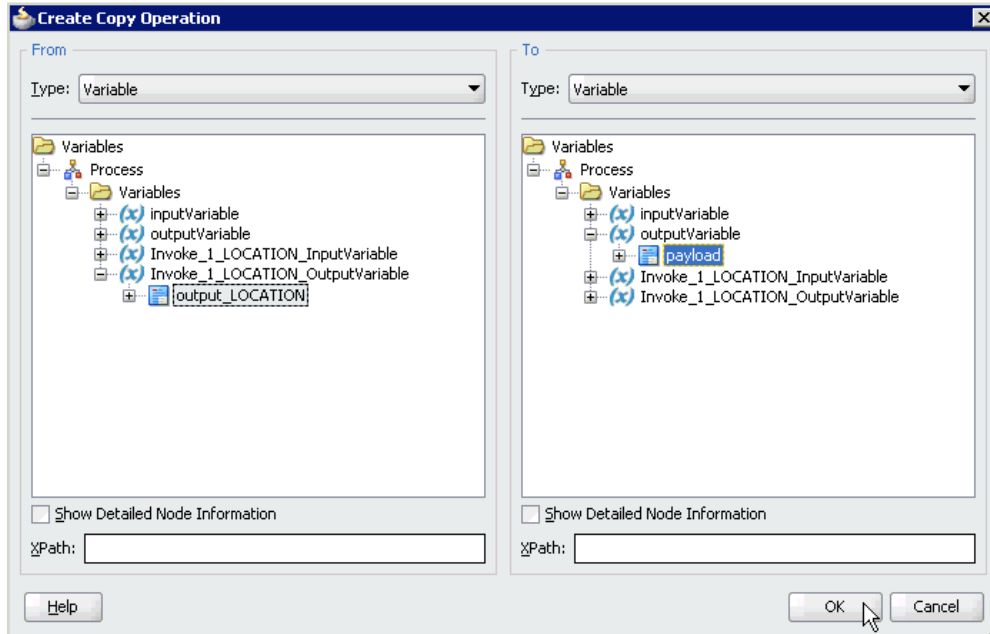 Create Copy Operation
From
Type: Variable
Variables
Process
Variables
(x) inputVariable
(x) outputVariable
(x) Invoke_1_LOCATION_InputVariable
(x) Invoke_1_LOCATION_OutputVariable
output_LOCATION
Show Detailed Node Information
XPath:
To
Type: Variable
Variables
Process
Variables
(x) inputVariable
(x) outputVariable
payload
(x) Invoke_1_LOCATION_InputVariable
(x) Invoke_1_LOCATION_OutputVariable
Show Detailed Node Information
XPath:
Help
OK
Cancel